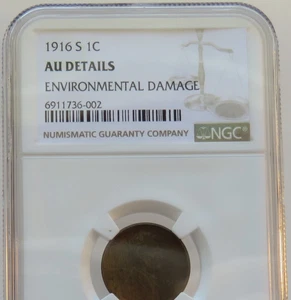 1916 S 1C
AU DETAILS
ENVIRONMENTAL DAMAGE
6911736-002
NUMISMATIC GUARANTY COMPANY
NGC